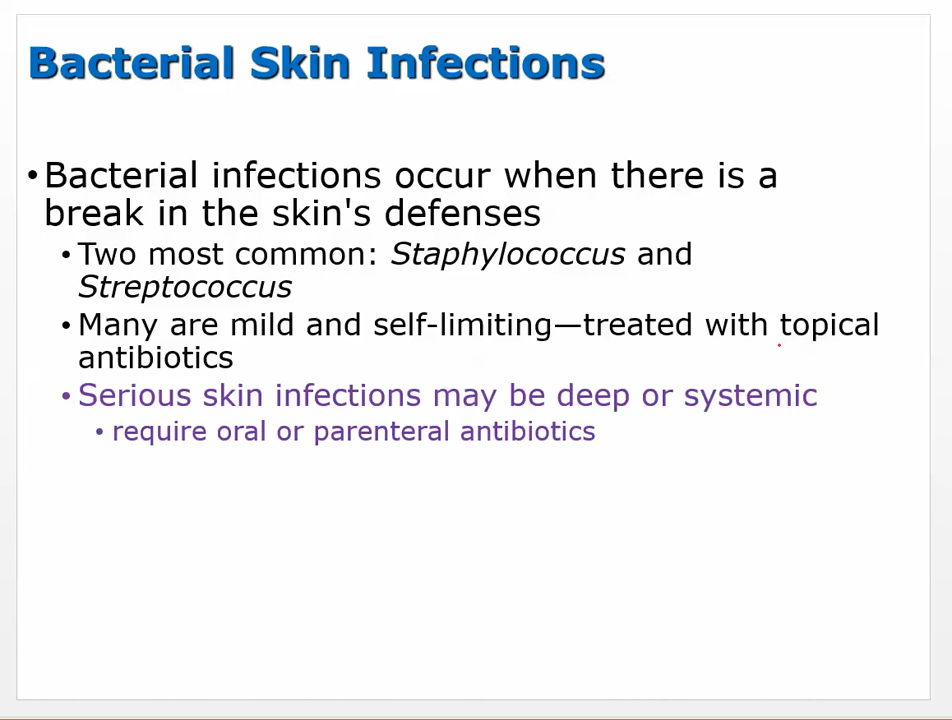 Bacterial Skin Infections
•Bacterial infections occur when there is a
break in the skin's defenses
•Two most common: Staphylococcus and
Streptococcus
•Many are mild and self-limiting—treated with topical
antibiotics
•Serious skin infections may be deep or systemic
•require oral or parenteral antibiotics